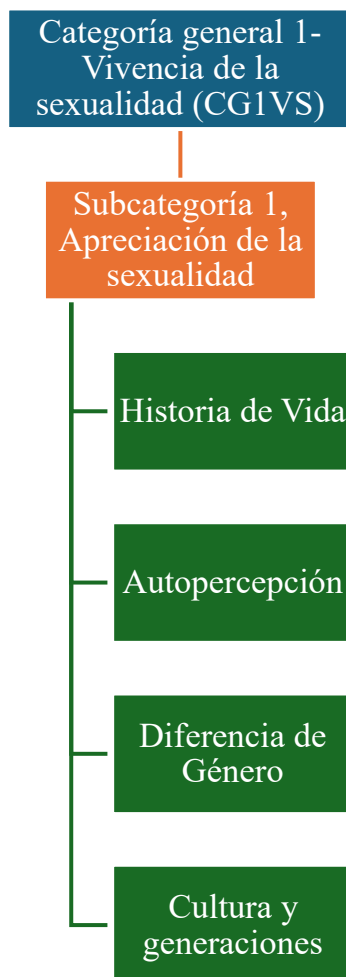 Categoría general 1-
Vivencia de la
sexualidad (CG1VS)
Subcategoría 1,
Apreciación de la
sexualidad
Historia de Vida
Autopercepción
Diferencia de
Género
Cultura y
generaciones